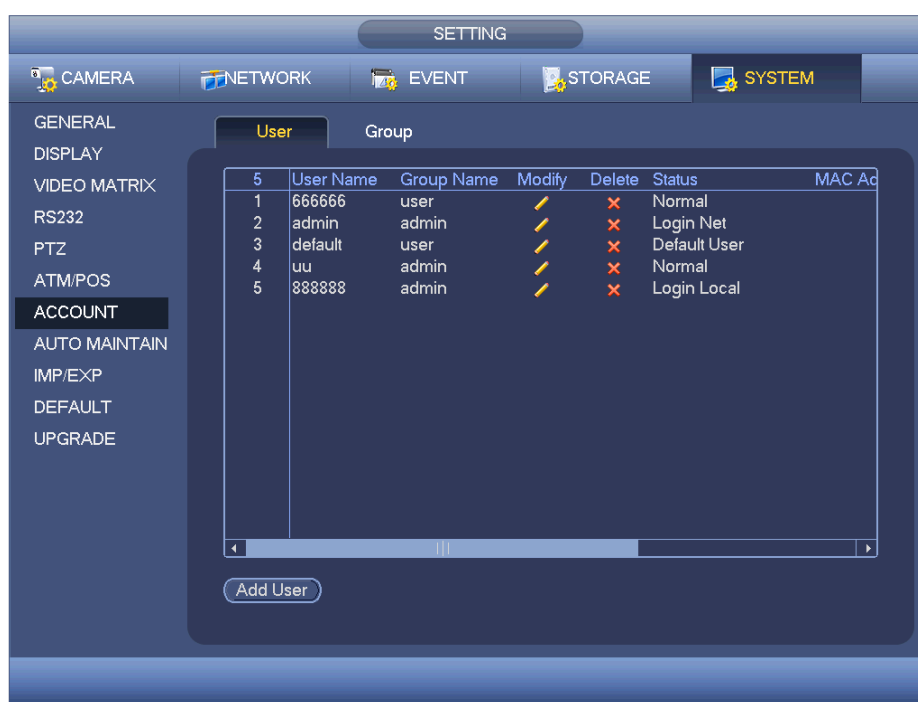 SETTING
CAMERA NETWORK EVENT STORAGE SYSTEM
GENERAL
DISPLAY
VIDEO MATRIX
RS232
PTZ
ATM/POS
ACCOUNT
AUTO MAINTAIN
IMP/EXP
DEFAULT
UPGRADE
User Group
5 User Name Group Name Modify Delete Status MAC Ad
1 666666 user Normal
2 admin admin Login Net
3 default user Default User
4 uu admin Normal
5 888888 admin Login Local
Add User